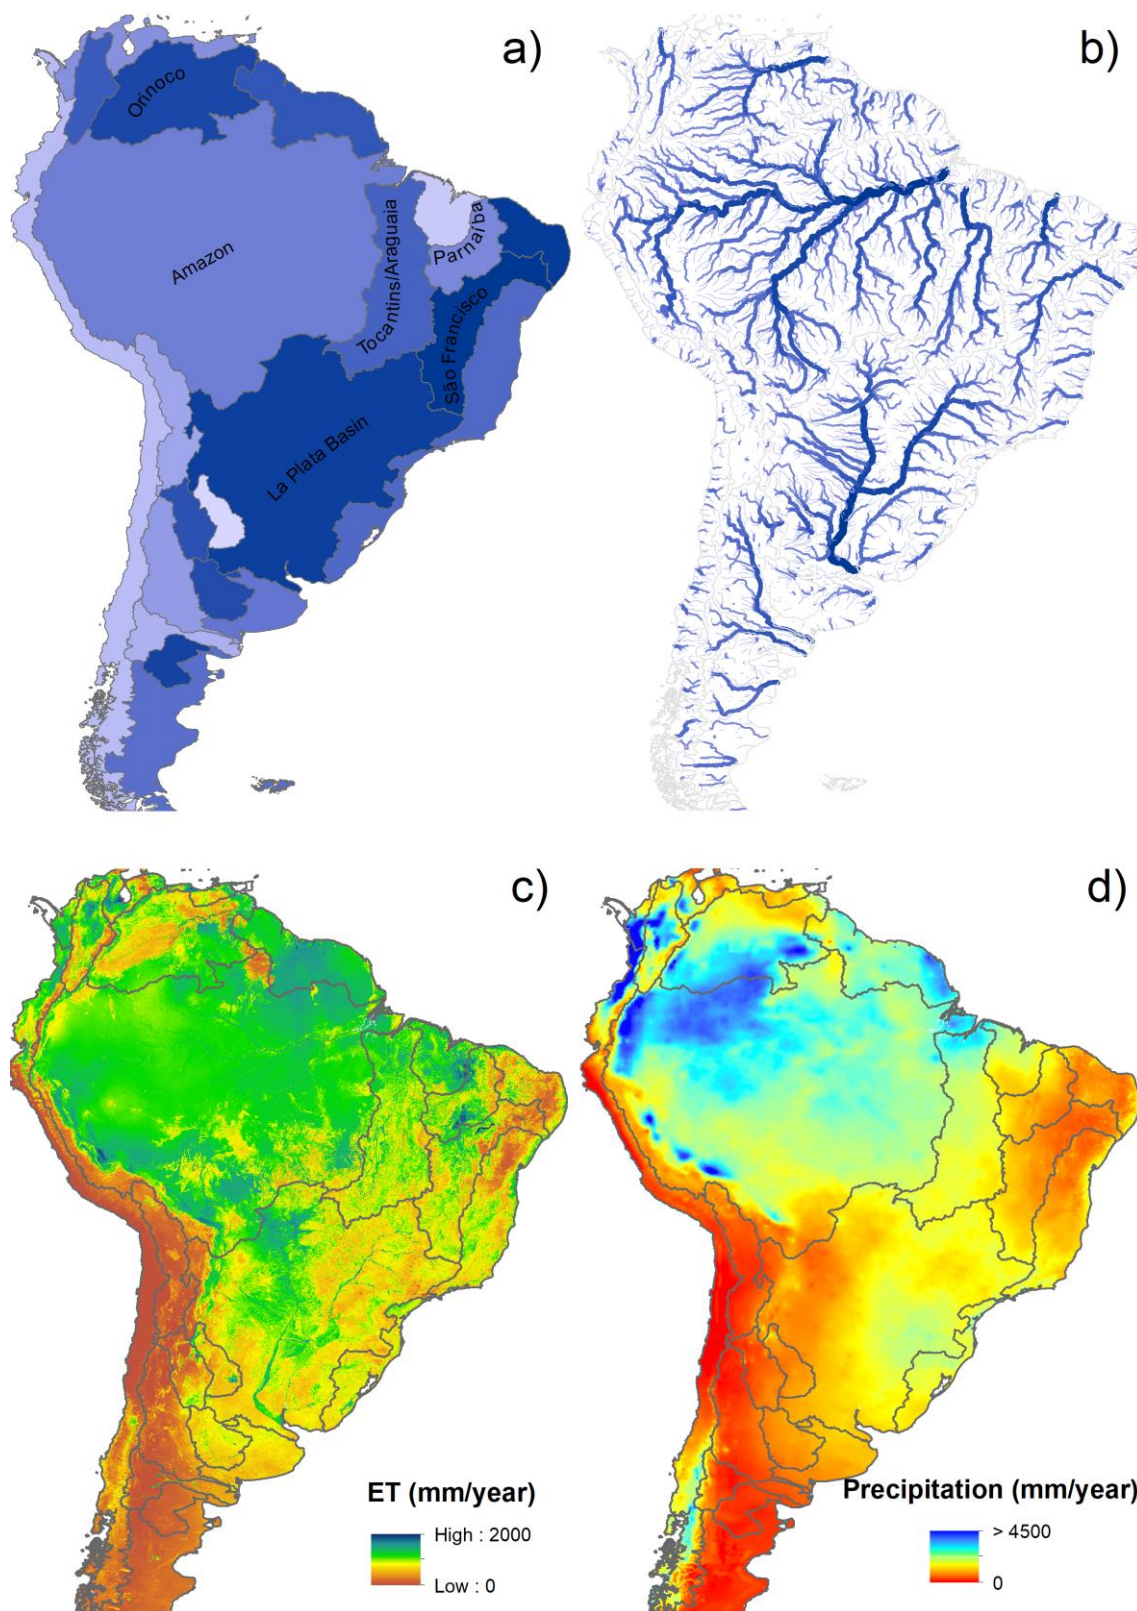 a)
b)
Orinoco
Amazon
Tocantins/Araguaia
Parnaíba
São Francisco
La Plata Basin
c)
d)
ET (mm/year)
High : 2000
Low : 0
Precipitation (mm/year)
> 4500
0